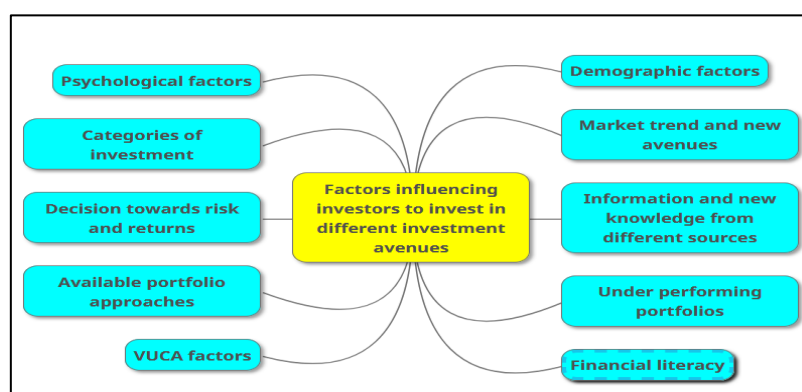 Psychological factors
Categories of
investment
Decision towards risk
and returns
Available portfolio
approaches
VUCA factors
Factors influencing
investors to invest in
different investment
avenues
Demographic factors
Market trend and new
avenues
Information and new
knowledge from
different sources
Under performing
portfolios
Financial literacy